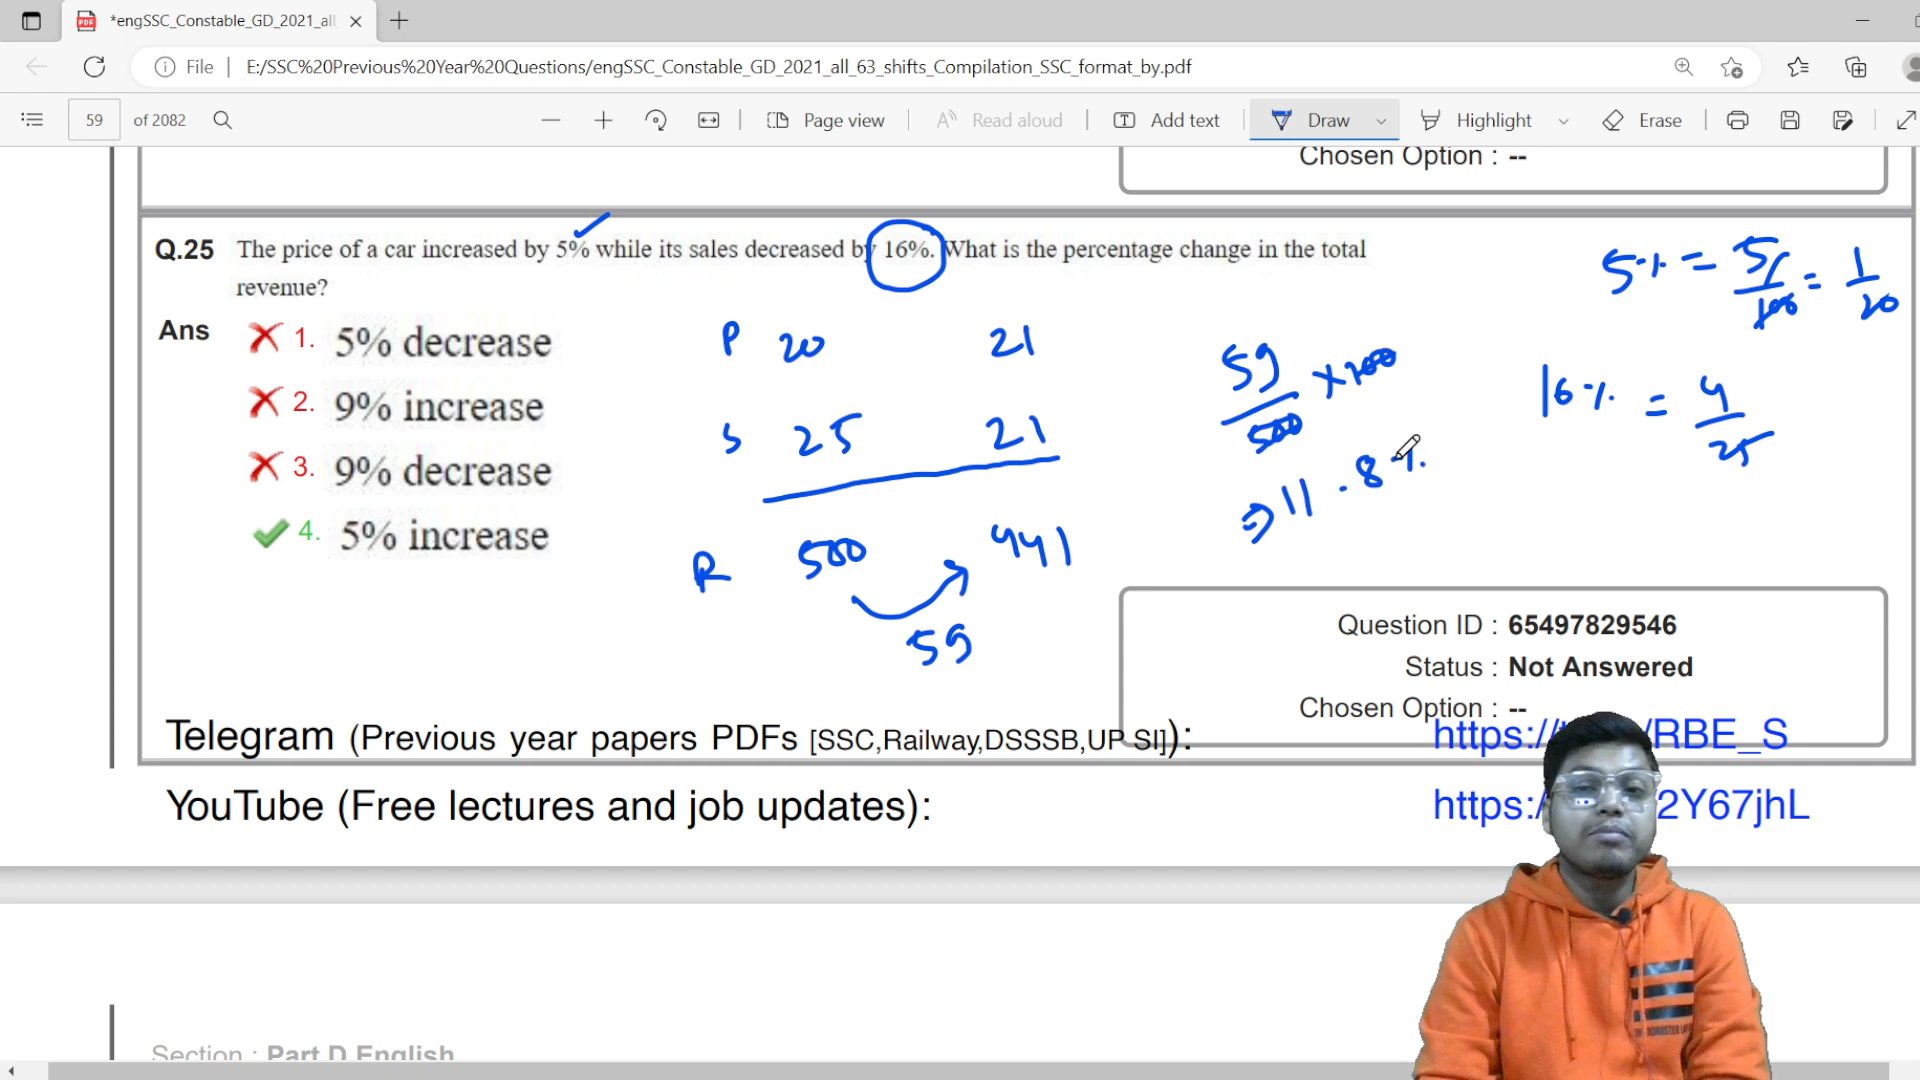 *engSSC_Constable_GD_2021_all
File
E:/SSC%20Previous%20Year%20Questions/engSSC_Constable_GD_2021_all_63_shifts_Compilation_SSC_format_by.pdf
59 of 2082
Page view
Read aloud
Add text
Draw
Highlight
Erase
Chosen Option : --
Q.25 The price of a car increased by 5% while its sales decreased by 16%. What is the percentage change in the total
revenue?
5% = 5/100 = 1/20
Ans
1. 5% decrease
2. 9% increase
3. 9% decrease
4. 5% increase
P 20 21
S 25 21
R 500 441
59
59/500 ×100
⇒ 11.8%
16% = 4/25
Question ID : 65497829546
Status : Not Answered
Chosen Option : --
Telegram (Previous year papers PDFs [SSC,Railway,DSSSB,UP SI]): https:// /RBE_S
YouTube (Free lectures and job updates): https:/ 2Y67jhL
Section : Part D English